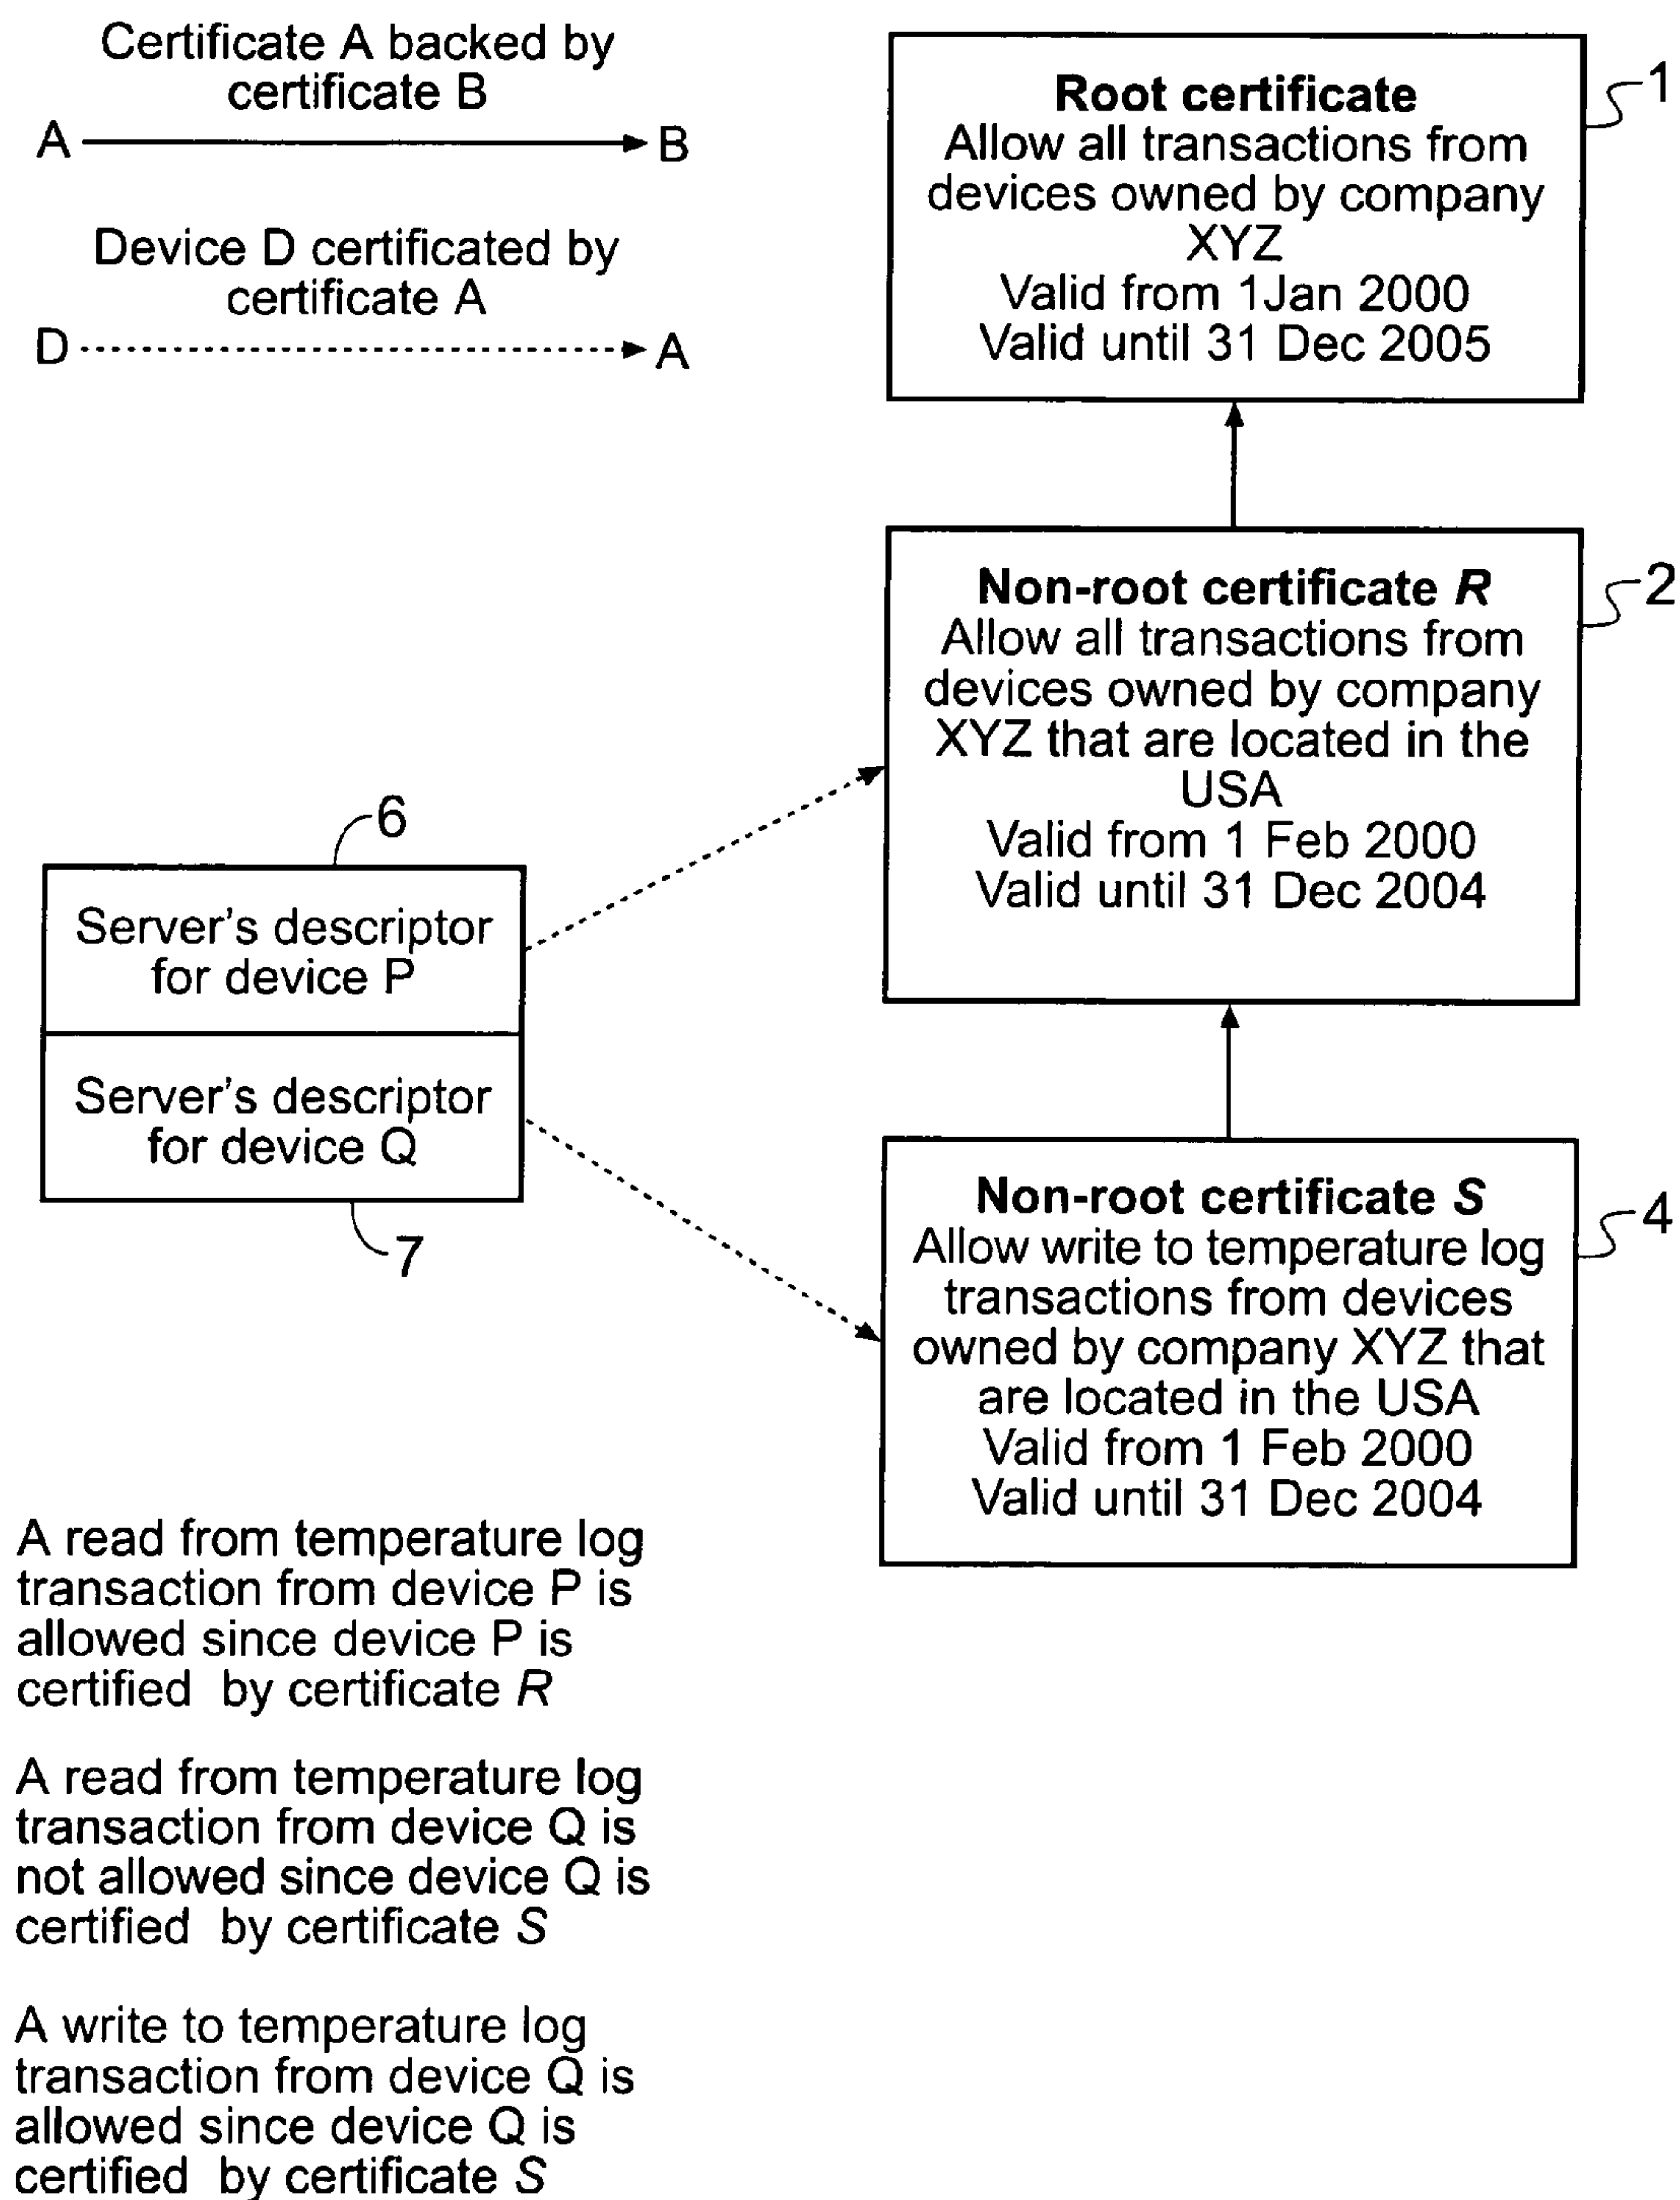 Certificate A backed by
certificate B
A B
Device D certificated by
certificate A
D A
Root certificate
Allow all transactions from
devices owned by company
XYZ
Valid from 1Jan 2000
Valid until 31 Dec 2005
1
Non-root certificate R
Allow all transactions from
devices owned by company
XYZ that are located in the
USA
Valid from 1 Feb 2000
Valid until 31 Dec 2004
2
6
Server's descriptor
for device P
Server's descriptor
for device Q
7
Non-root certificate S
Allow write to temperature log
transactions from devices
owned by company XYZ that
are located in the USA
Valid from 1 Feb 2000
Valid until 31 Dec 2004
4
A read from temperature log
transaction from device P is
allowed since device P is
certified by certificate R
A read from temperature log
transaction from device Q is
not allowed since device Q is
certified by certificate S
A write to temperature log
transaction from device Q is
allowed since device Q is
certified by certificate S